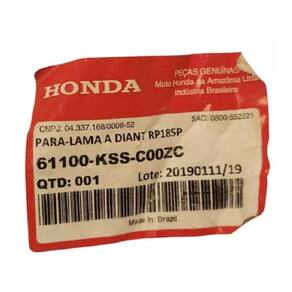 HONDA
PEÇAS GENUÍNAS
Moto Honda da Amazônia Ltda
Indústria Brasileira
CNPJ: 04.337.168/0006-52
SAC: 0800-552221
PARA-LAMA A DIANT RP185P
61100-KSS-C00ZC
QTD: 001
Lote: 20190111/19
Made in Brazil